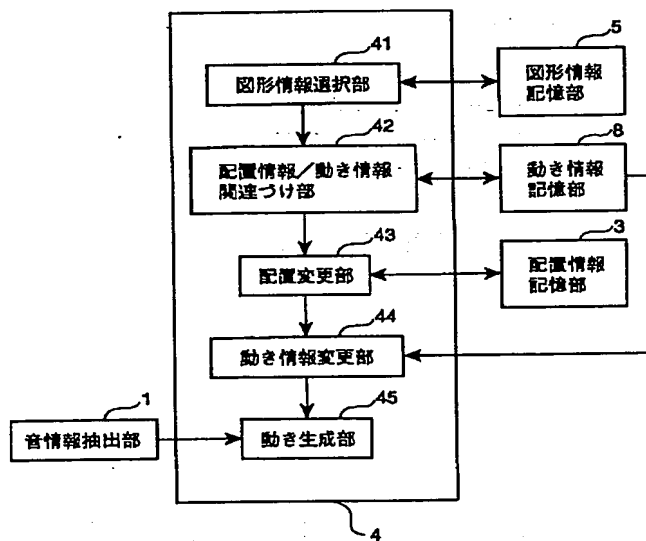 41
図形情報選択部
5
図形情報
記憶部
42
配置情報/動き情報
関連づけ部
8
動き情報
記憶部
43
配置変更部
3
配置情報
記憶部
44
動き情報変更部
1
音情報抽出部
45
動き生成部
4